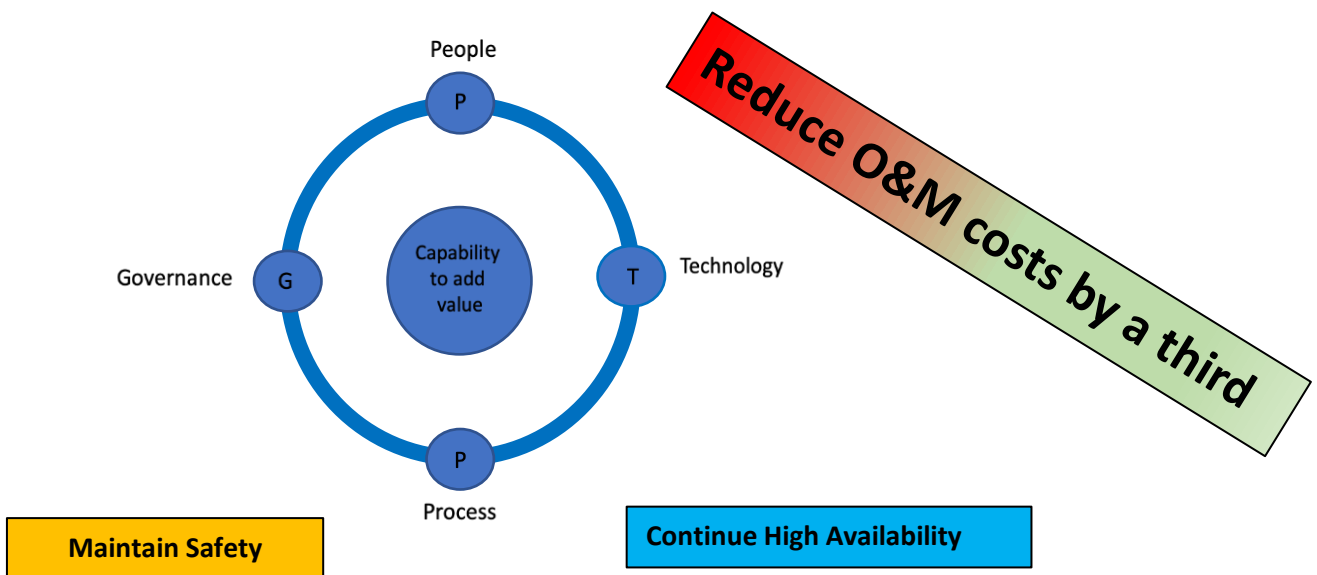 People
P
Reduce O&M costs by a third
Governance
G
Capability
to add
value
T
Technology
P
Process
Maintain Safety
Continue High Availability